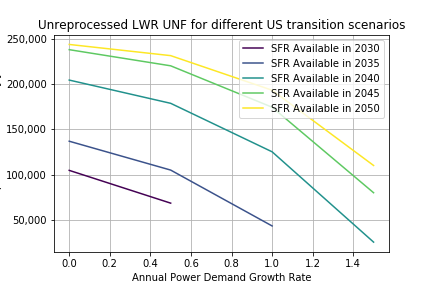 Unreprocessed LWR UNF for different US transition scenarios
250,000
200,000
150,000
100,000
50,000
SFR Available in 2030
SFR Available in 2035
SFR Available in 2040
SFR Available in 2045
SFR Available in 2050
0.0 0.2 0.4 0.6 0.8 1.0 1.2 1.4
Annual Power Demand Growth Rate